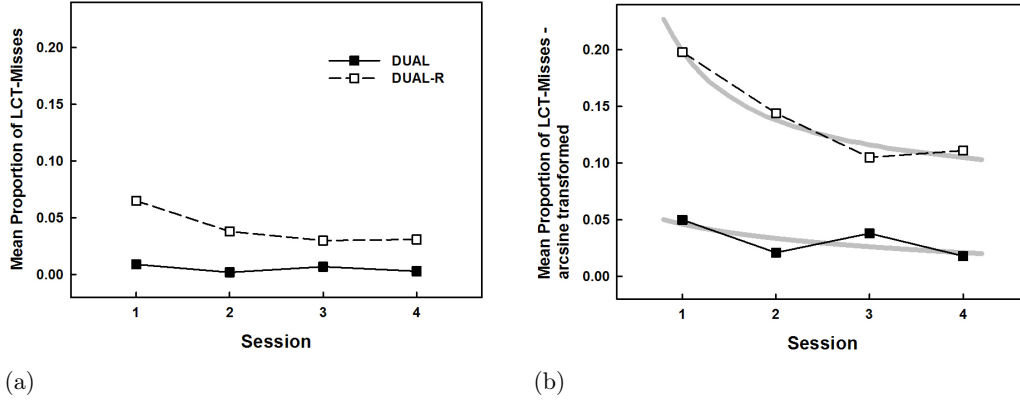 Mean Proportion of LCT-Misses
0.20
0.15
0.10
0.05
0.00
DUAL
DUAL-R
1 2 3 4
Session
(a)
Mean Proportion of LCT-Misses -
arcsine transformed
0.20
0.15
0.10
0.05
0.00
1 2 3 4
Session
(b)